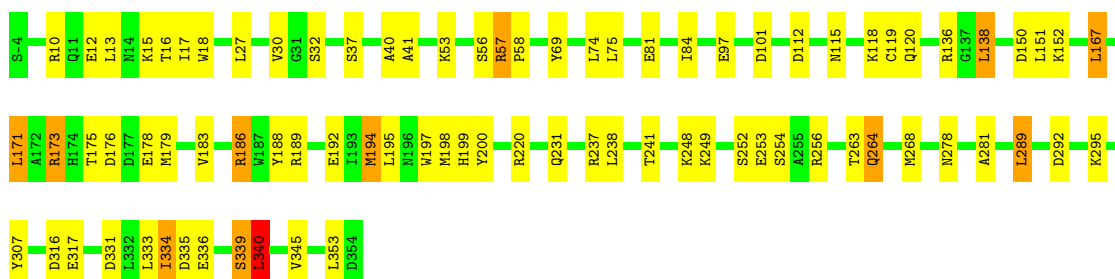 S-4 R10 Q11 E12 L13 N14 K15 T16 I17 W18 L27 V30 G31 S32 S37 A40 A41 K53 S56 R57 P58 Y69 L74 L75 E81 I84 E97 D101 D112 N115 K118 C119 Q120 R136 G137 L138 D150 L151 K152 L167
L171 A172 R173 H174 T175 D176 D177 E178 M179 V183 R186 W187 Y188 R189 E192 I193 M194 L195 N196 W197 M198 H199 Y200 R220 Q231 R237 L238 T241 K248 K249 S252 E253 S254 A255 R256 T263 Q264 M268 N278 A281 L289 D292 K295
Y307 D316 E317 D331 L332 L333 I334 D335 E336 S339 L340 V345 L353 D354